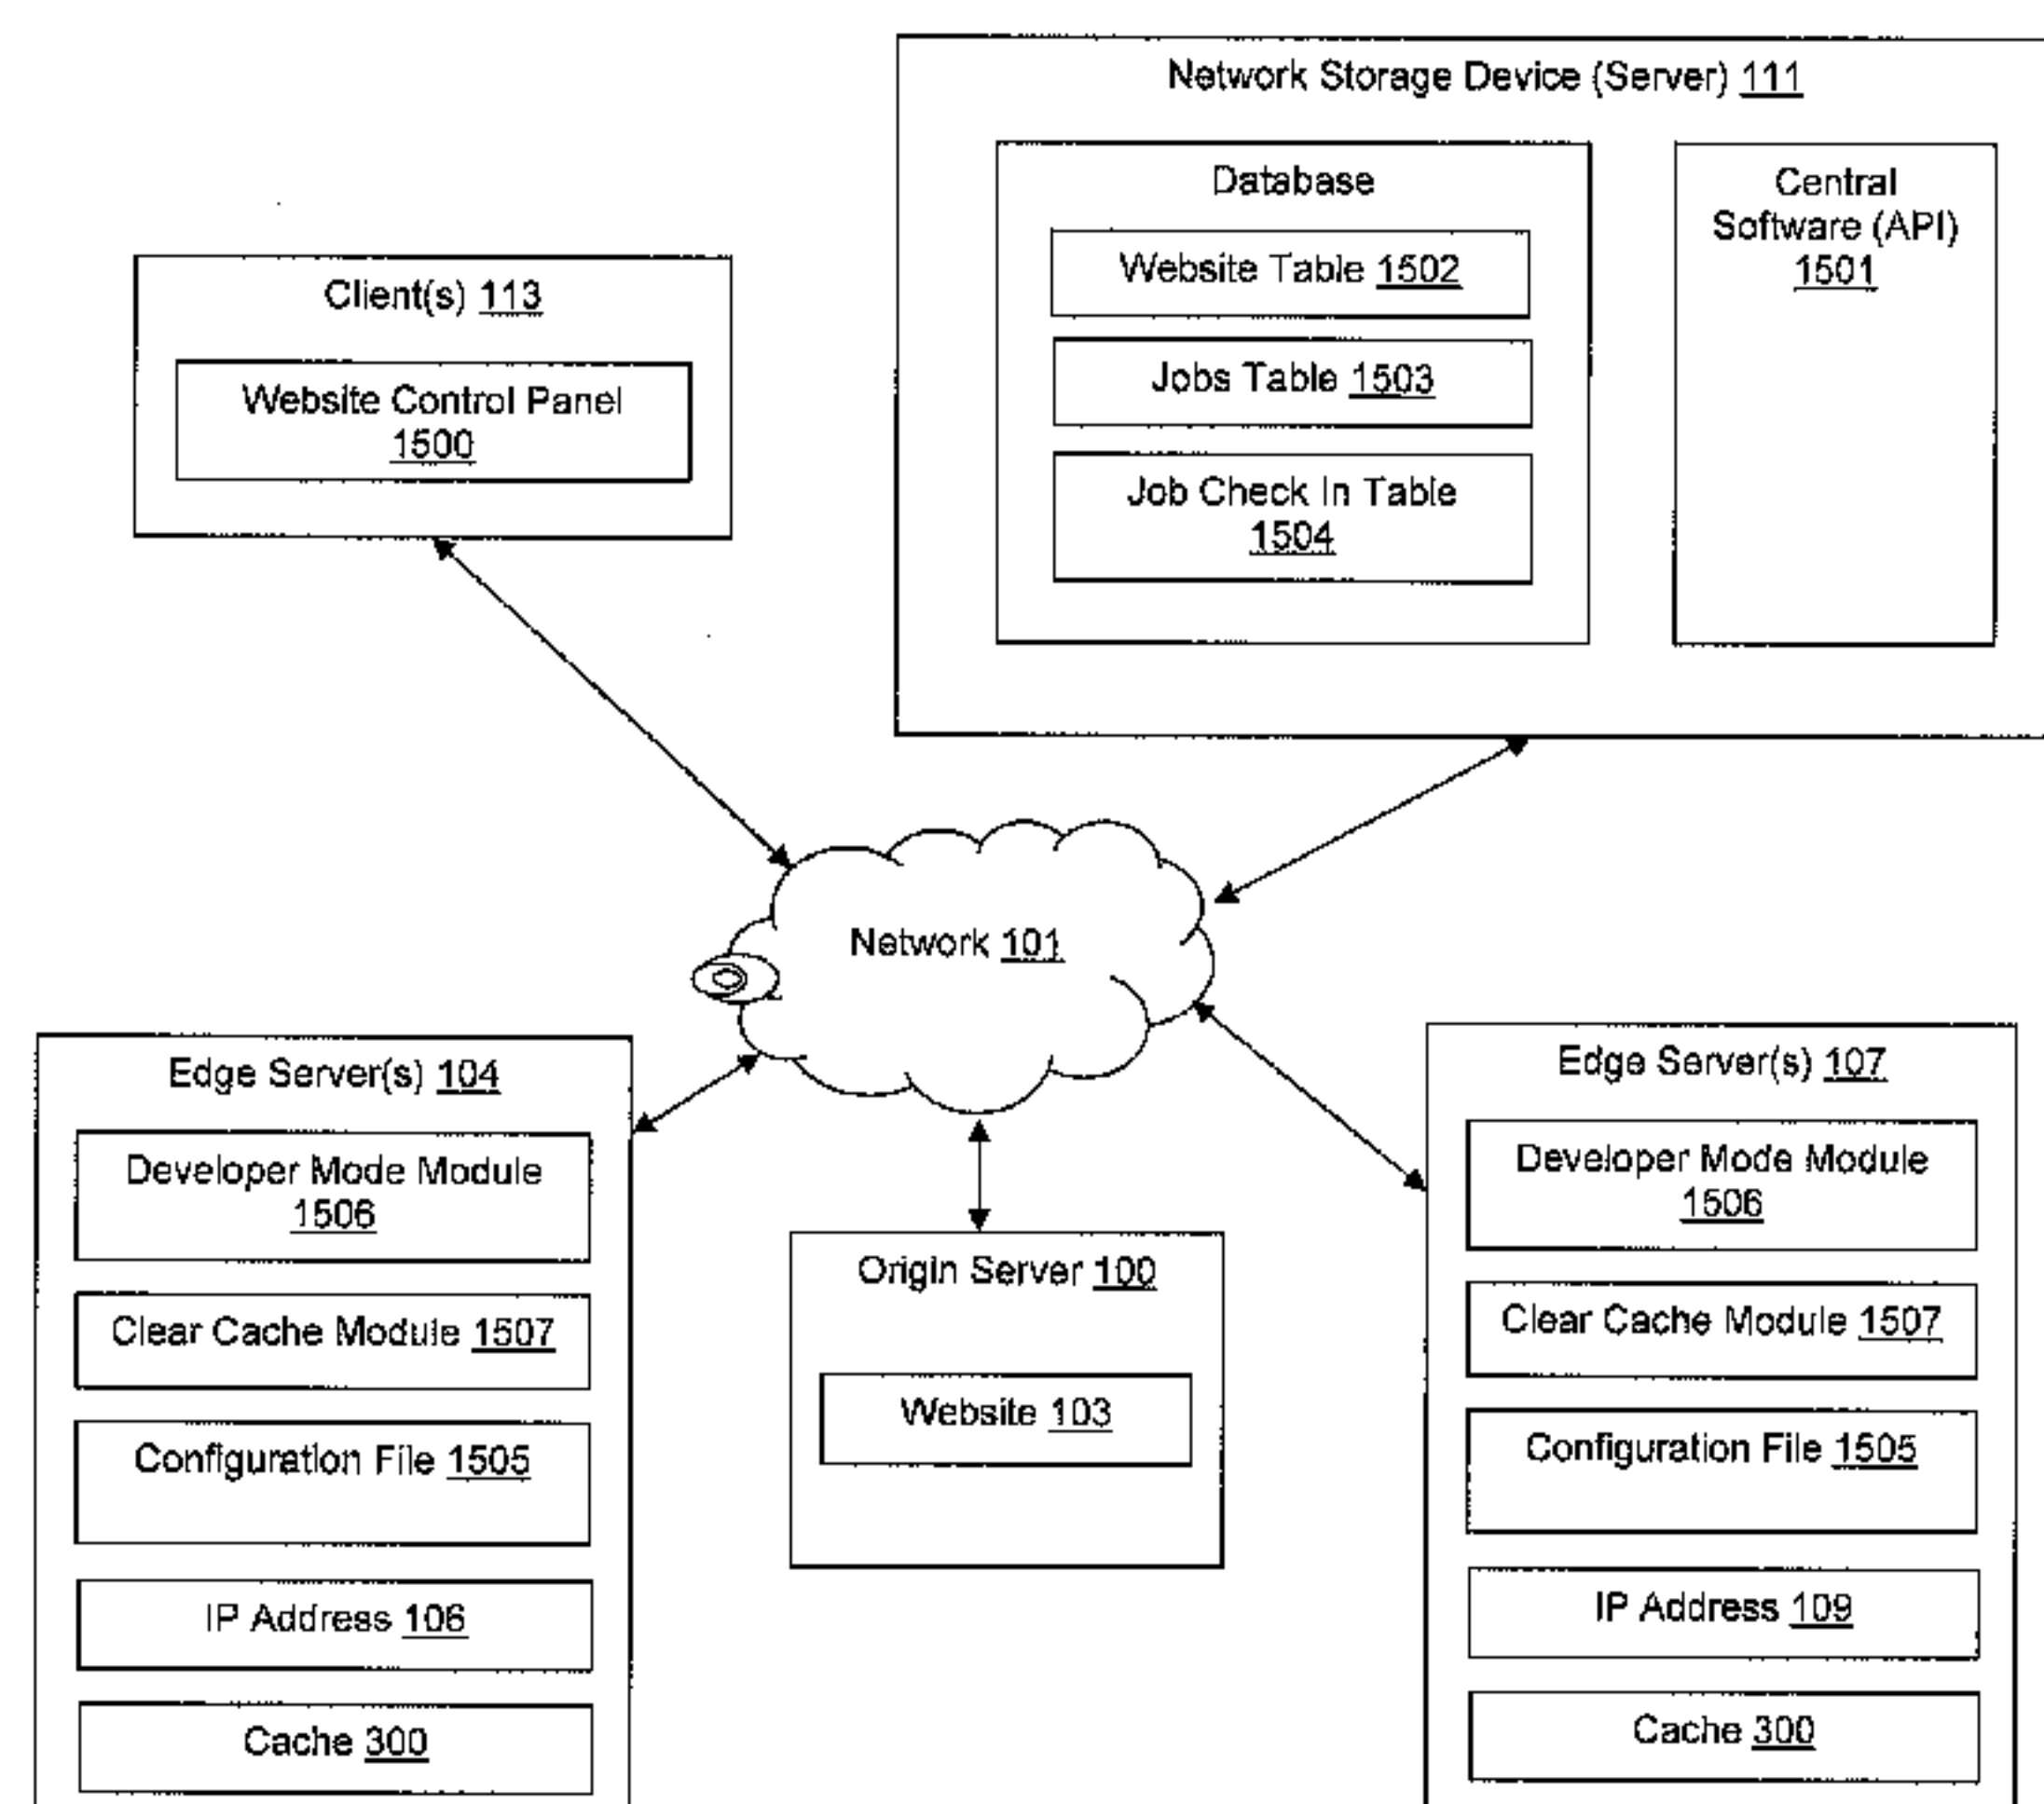 Network Storage Device (Server) 111
Database
Website Table 1502
Jobs Table 1503
Job Check In Table
1504
Central
Software (API)
1501
Client(s) 113
Website Control Panel
1500
Network 101
Edge Server(s) 104
Developer Mode Module
1506
Clear Cache Module 1507
Configuration File 1505
IP Address 106
Cache 300
Origin Server 100
Website 103
Edge Server(s) 107
Developer Mode Module
1506
Clear Cache Module 1507
Configuration File 1505
IP Address 109
Cache 300